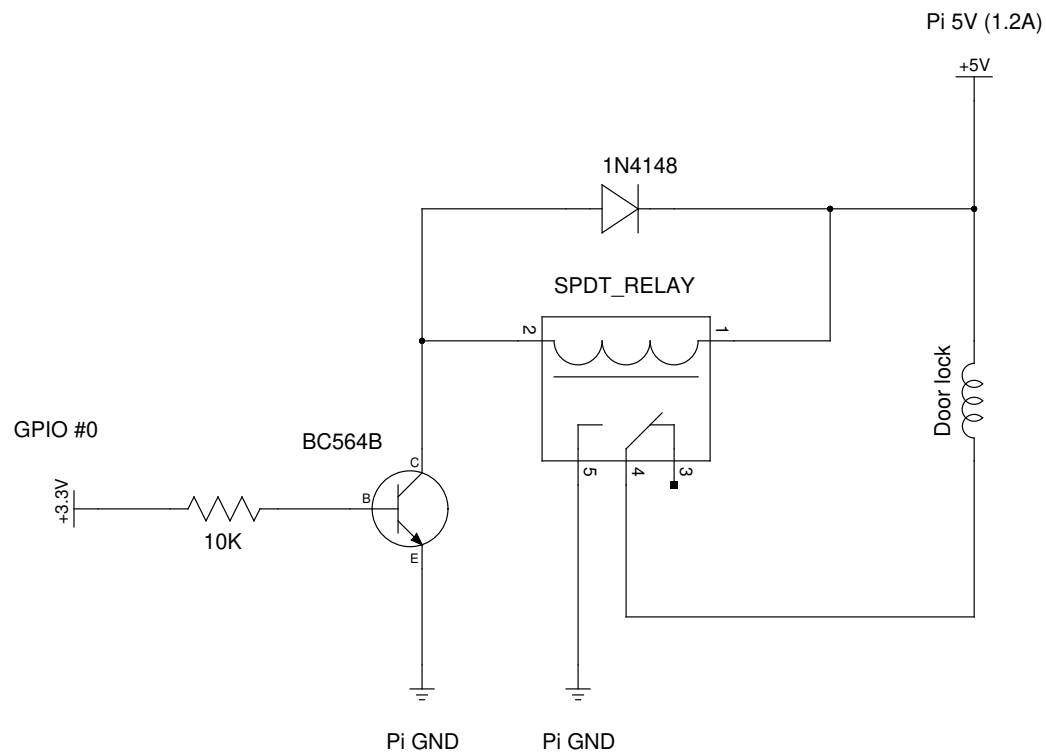 Pi 5V (1.2A)
+5V
1N4148
SPDT_RELAY
2
1
Door lock
GPIO #0
BC564B
C
5
4
3
+3.3V
B
10K
E
Pi GND
Pi GND